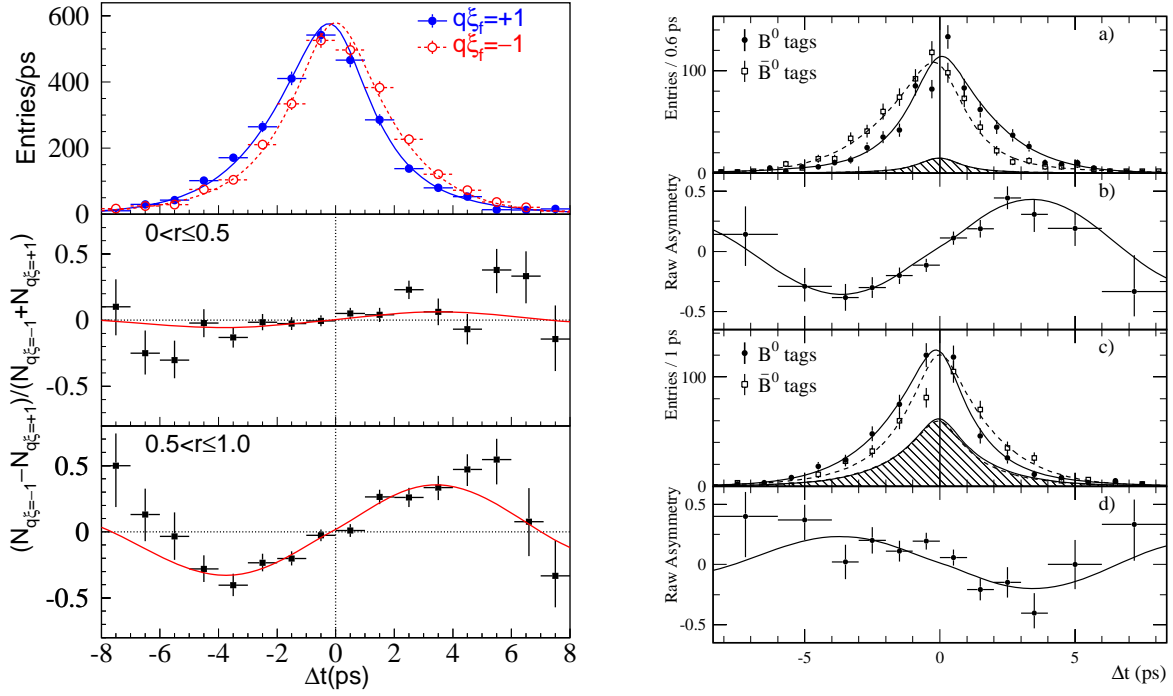 qξf=+1
qξf=−1
Entries/ps
600
400
200
0
0<r≤0.5
0.5
0
-0.5
0.5<r≤1.0
0.5
0
-0.5
(Nqξ=−1−Nqξ=+1)/(Nqξ=−1+Nqξ=+1)
-8 -6 -4 -2 0 2 4 6 8
Δt(ps)
a)
B⁰ tags
B̄⁰ tags
Entries / 0.6 ps
100
0
b)
Raw Asymmetry
0.5
0
-0.5
c)
B⁰ tags
B̄⁰ tags
Entries / 1 ps
100
0
d)
Raw Asymmetry
0.5
0
-0.5
-5 0 5
Δt (ps)